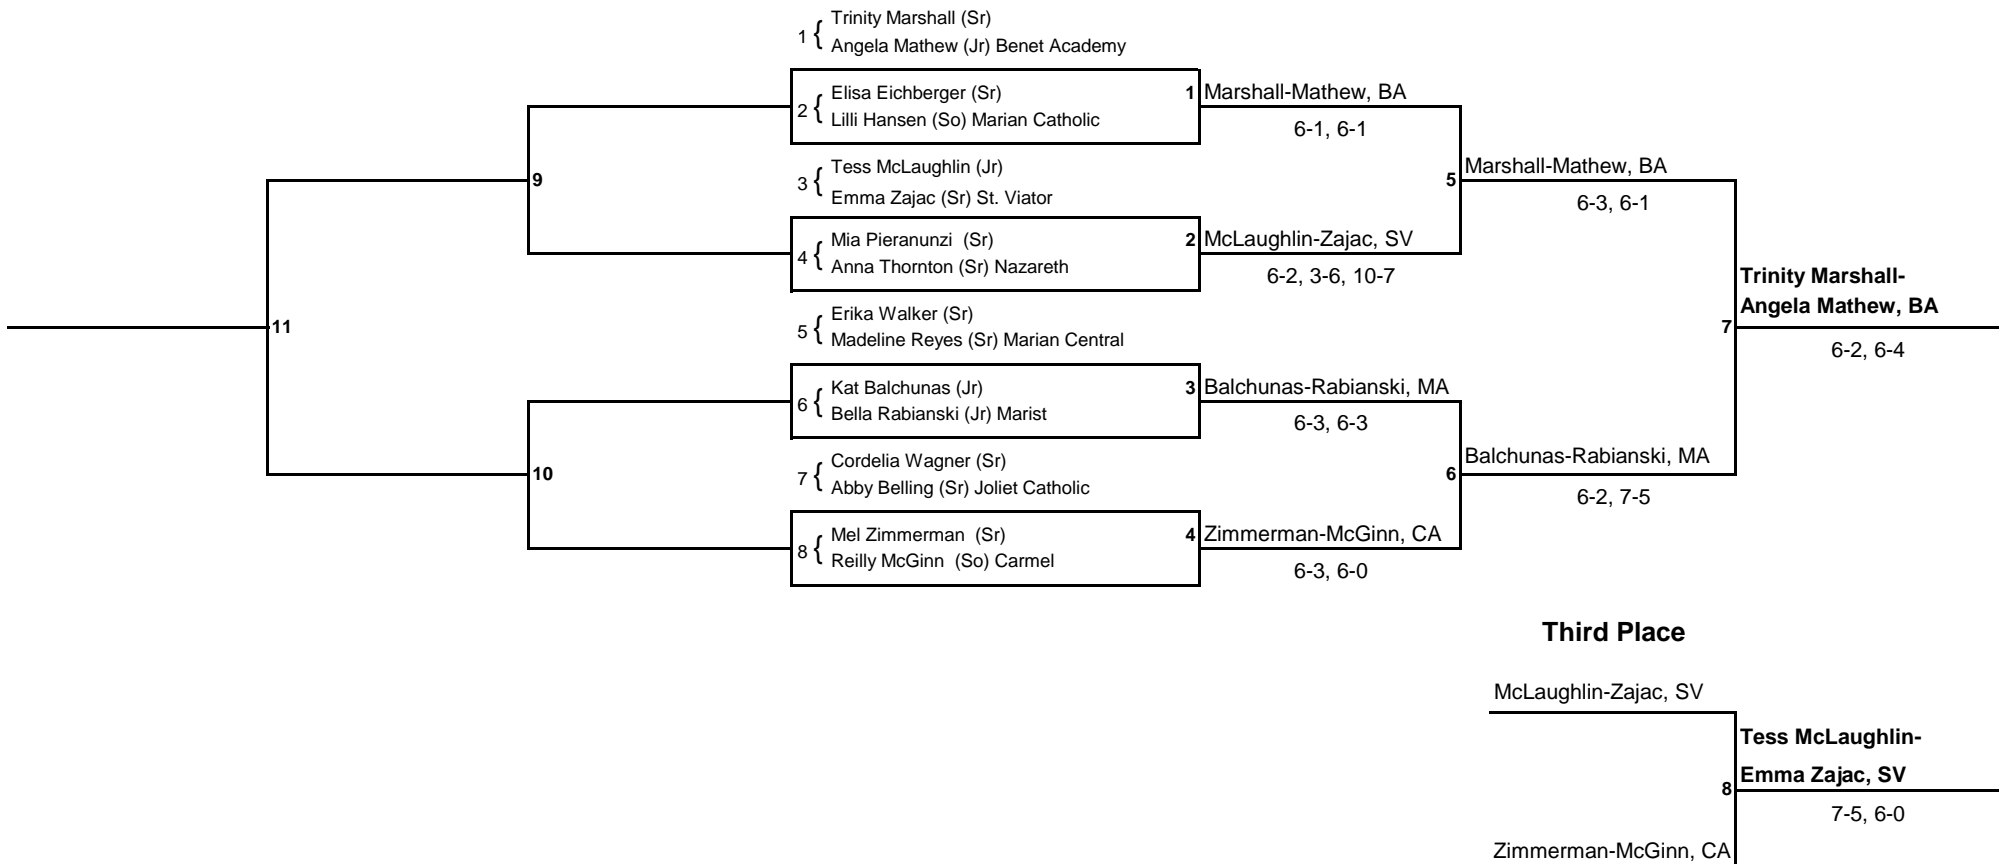 Trinity Marshall (Sr)
1 { Angela Mathew (Jr) Benet Academy
Elisa Eichberger (Sr)
2 { Lilli Hansen (So) Marian Catholic
1 Marshall-Mathew, BA
6-1, 6-1
Tess McLaughlin (Jr)
3 { Emma Zajac (Sr) St. Viator
9
5 Marshall-Mathew, BA
6-3, 6-1
Mia Pieranunzi (Sr)
4 { Anna Thornton (Sr) Nazareth
2 McLaughlin-Zajac, SV
6-2, 3-6, 10-7
Trinity Marshall-
Angela Mathew, BA
Erika Walker (Sr)
5 { Madeline Reyes (Sr) Marian Central
11
7
6-2, 6-4
Kat Balchunas (Jr)
6 { Bella Rabianski (Jr) Marist
3 Balchunas-Rabianski, MA
6-3, 6-3
Cordelia Wagner (Sr)
7 { Abby Belling (Sr) Joliet Catholic
10
6 Balchunas-Rabianski, MA
6-2, 7-5
Mel Zimmerman (Sr)
8 { Reilly McGinn (So) Carmel
4 Zimmerman-McGinn, CA
6-3, 6-0
Third Place
McLaughlin-Zajac, SV
Tess McLaughlin-
Emma Zajac, SV
8
7-5, 6-0
Zimmerman-McGinn, CA